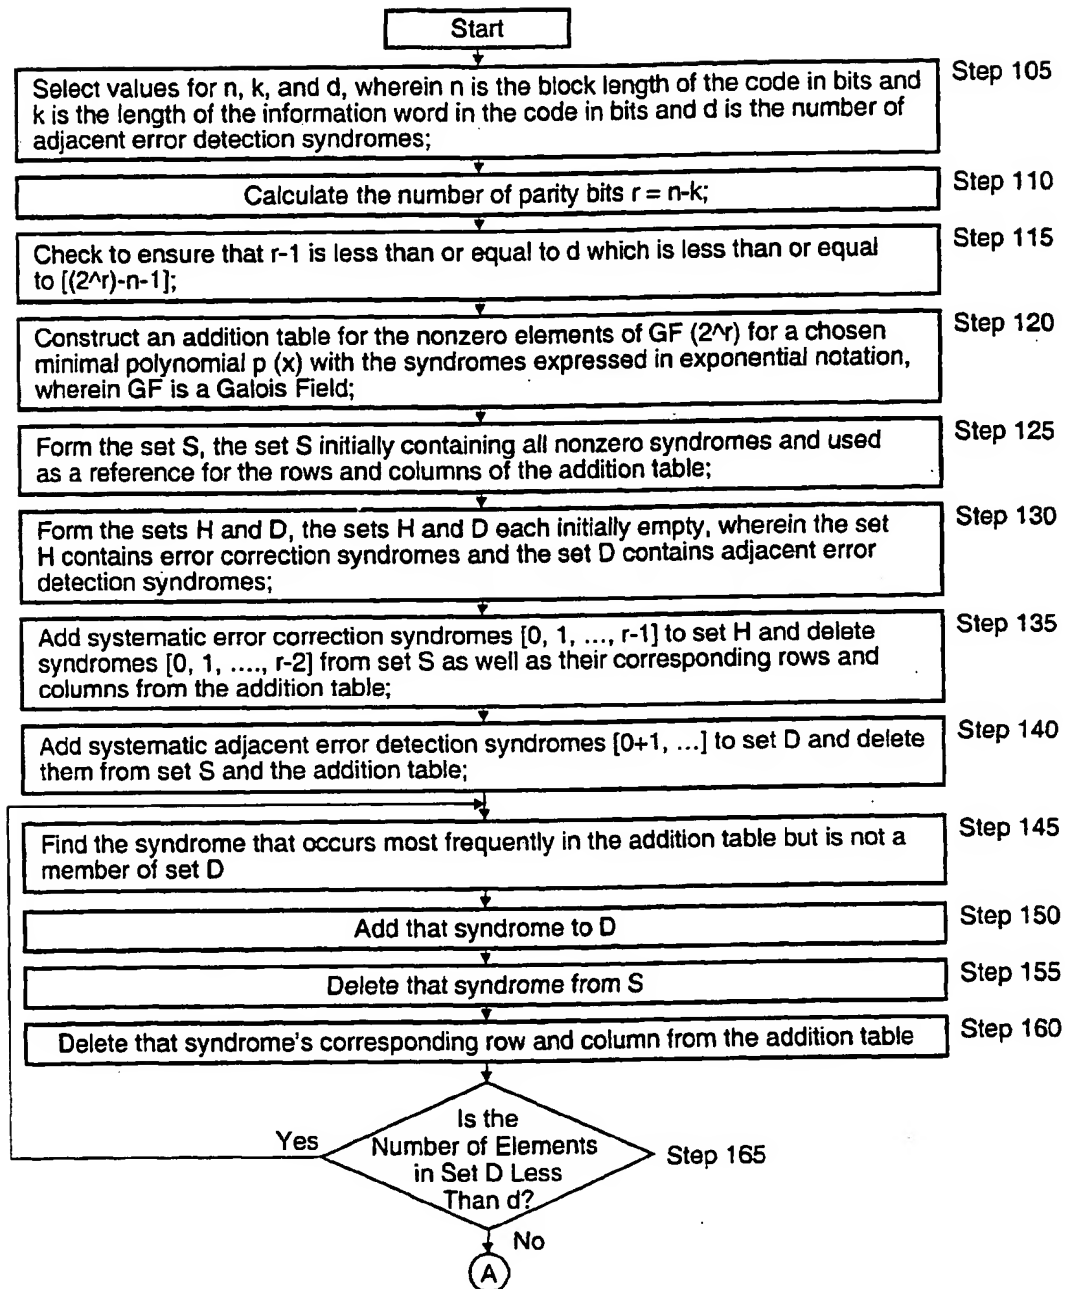 Start
Select values for n, k, and d, wherein n is the block length of the code in bits and
k is the length of the information word in the code in bits and d is the number of
adjacent error detection syndromes;
Step 105
Calculate the number of parity bits r = n-k;
Step 110
Check to ensure that r-1 is less than or equal to d which is less than or equal
to [(2^r)-n-1];
Step 115
Construct an addition table for the nonzero elements of GF (2^r) for a chosen
minimal polynomial p (x) with the syndromes expressed in exponential notation,
wherein GF is a Galois Field;
Step 120
Form the set S, the set S initially containing all nonzero syndromes and used
as a reference for the rows and columns of the addition table;
Step 125
Form the sets H and D, the sets H and D each initially empty, wherein the set
H contains error correction syndromes and the set D contains adjacent error
detection syndromes;
Step 130
Add systematic error correction syndromes [0, 1, ..., r-1] to set H and delete
syndromes [0, 1, ...., r-2] from set S as well as their corresponding rows and
columns from the addition table;
Step 135
Add systematic adjacent error detection syndromes [0+1, ...] to set D and delete
them from set S and the addition table;
Step 140
Find the syndrome that occurs most frequently in the addition table but is not a
member of set D
Step 145
Add that syndrome to D
Step 150
Delete that syndrome from S
Step 155
Delete that syndrome's corresponding row and column from the addition table
Step 160
Is the
Number of Elements
in Set D Less
Than d?
Yes
Step 165
No
A